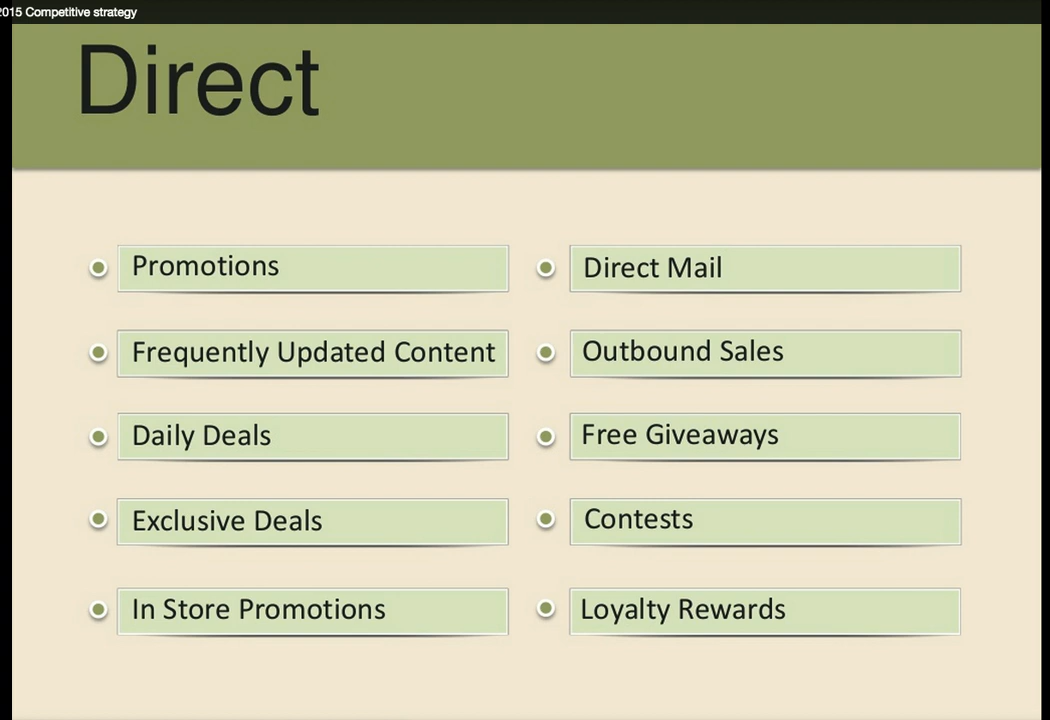 2015 Competitive strategy
Direct
Promotions
Frequently Updated Content
Daily Deals
Exclusive Deals
In Store Promotions
Direct Mail
Outbound Sales
Free Giveaways
Contests
Loyalty Rewards